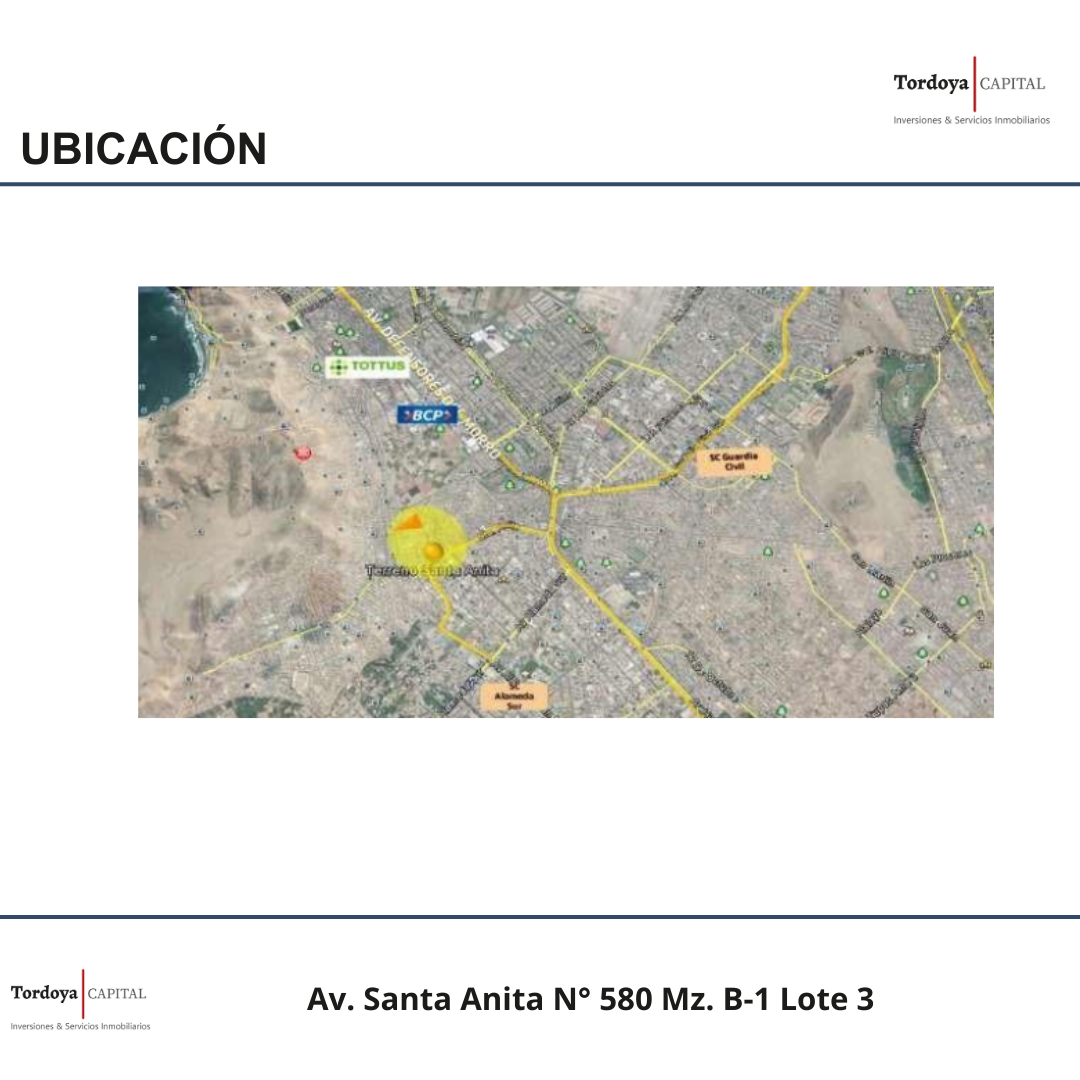 Tordoya CAPITAL
Inversiones & Servicios Inmobiliarios
UBICACIÓN
AV. DEFENSORES DEL MORRO
TOTTUS
BCP
SC Guardia
Civil
Terreno Santa Anita
SC
Alameda
Sur
Tordoya CAPITAL
Inversiones & Servicios Inmobiliarios
Av. Santa Anita N° 580 Mz. B-1 Lote 3